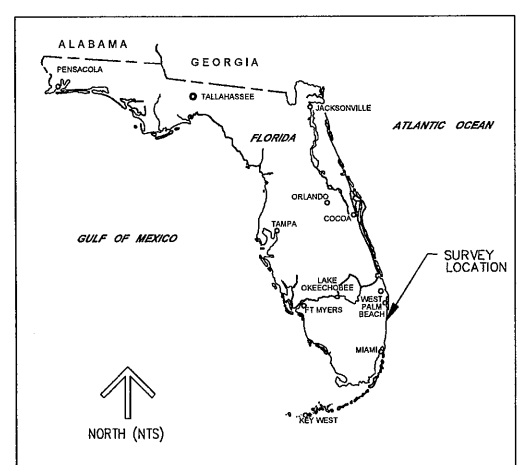 ALABAMA
GEORGIA
PENSACOLA
TALLAHASSEE
JACKSONVILLE
FLORIDA
ATLANTIC OCEAN
ORLANDO
COCOA
TAMPA
GULF OF MEXICO
SURVEY
LOCATION
LAKE
OKEECHOBEE
WEST
PALM
BEACH
FT MYERS
MIAMI
NORTH (NTS)
KEY WEST